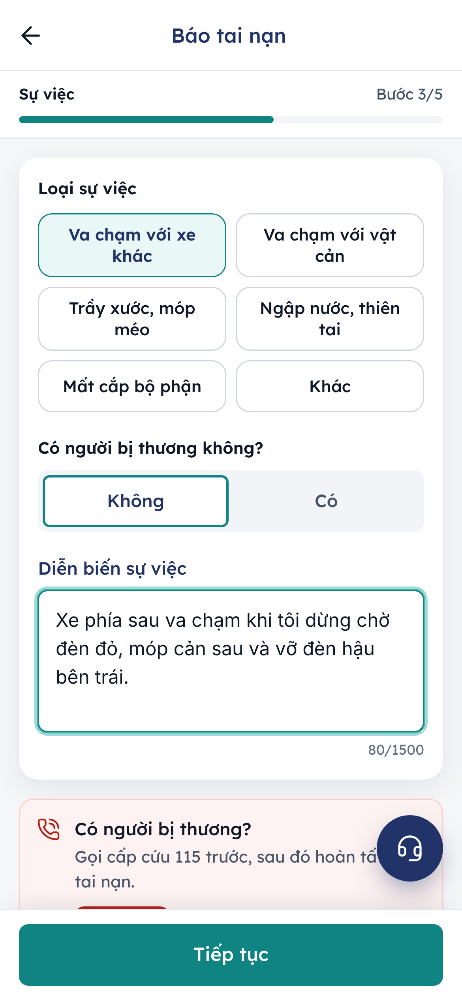 Báo tai nạn
Sự việc
Bước 3/5
Loại sự việc
Va chạm với xe
khác
Va chạm với vật
cản
Trầy xước, móp
méo
Ngập nước, thiên
tai
Mất cắp bộ phận
Khác
Có người bị thương không?
Không
Có
Diễn biến sự việc
Xe phía sau va chạm khi tôi dừng chờ
đèn đỏ, móp cản sau và vỡ đèn hậu
bên trái.
80/1500
Có người bị thương?
Gọi cấp cứu 115 trước, sau đó hoàn
tai nạn.
Tiếp tục